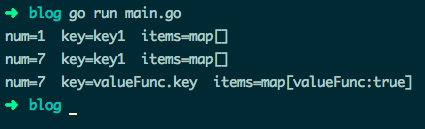 ➜ blog go run main.go
num=1 key=key1 items=map[]
num=7 key=key1 items=map[]
num=7 key=valueFunc.key items=map[valueFunc:true]
➜ blog _